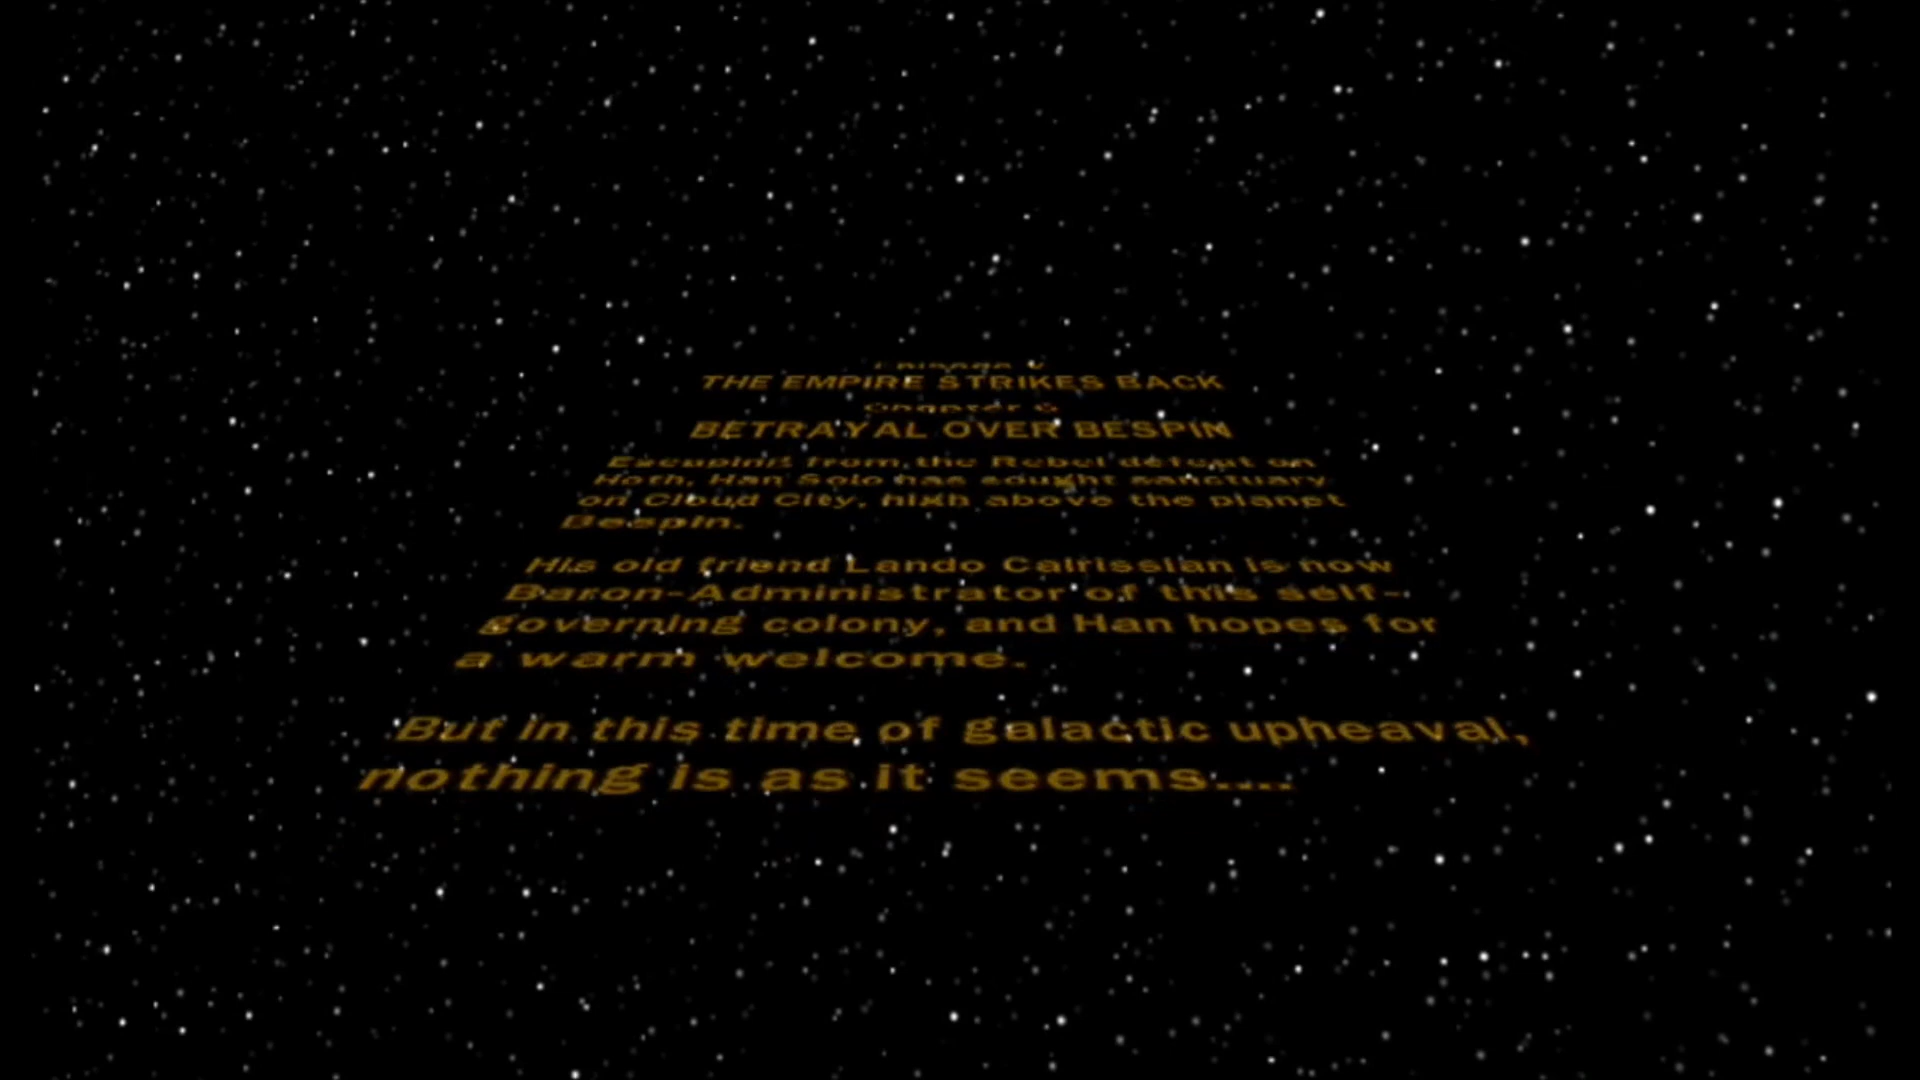 Episode V
THE EMPIRE STRIKES BACK
Chapter 5
BETRAYAL OVER BESPIN
Escaping from the Rebel defeat on
Hoth, Han Solo has sought sanctuary
on Cloud City, high above the planet
Bespin.
His old friend Lando Calrissian is now
Baron-Administrator of this self-
governing colony, and Han hopes for
a warm welcome.
But in this time of galactic upheaval,
nothing is as it seems....